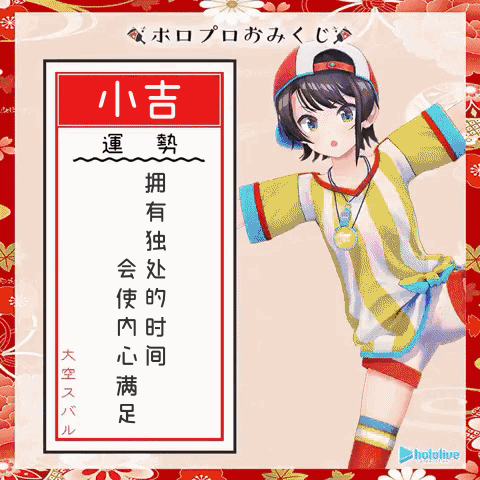 ホロプロおみくじ
小吉
運勢
拥有独处的时间
会使内心满足
大空スバル
hololive